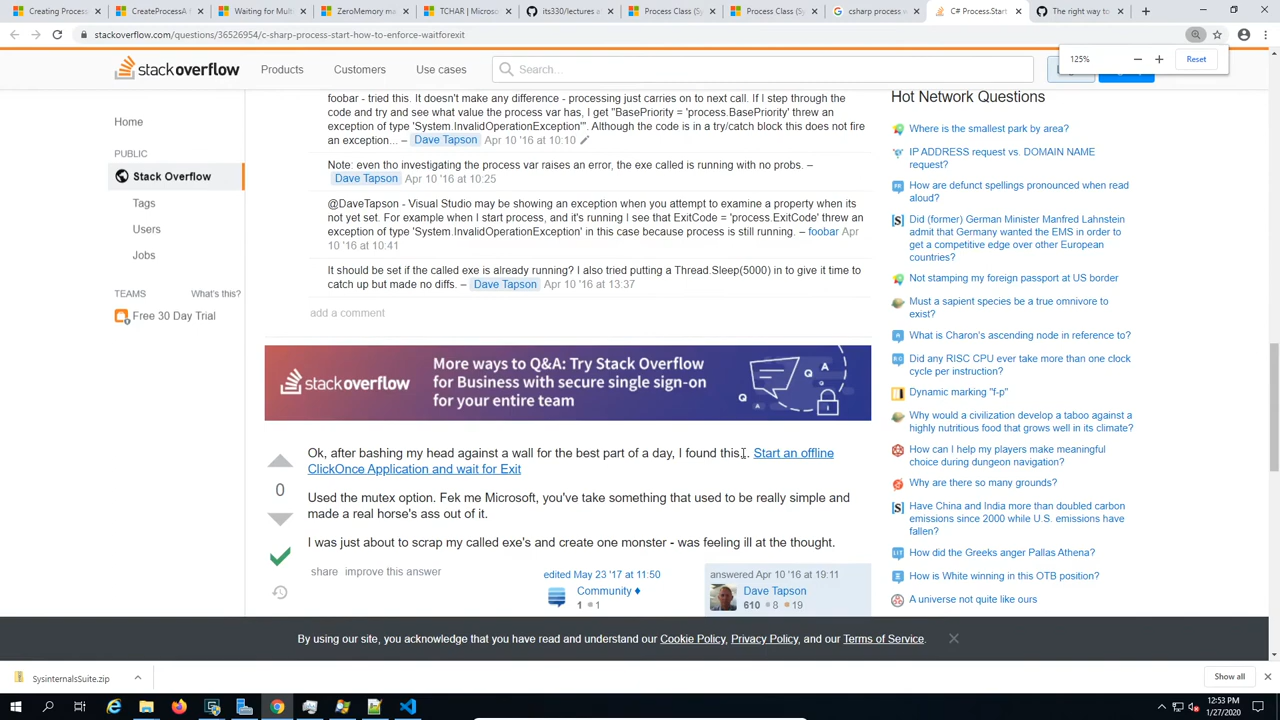 Creating Process
CreateProcessA f
Waiting for Mult
ZeroMemory ma
TCHAR | Microso
its330/lectures a
Process Class (Sy
Process Class (Sy
csharp process w
C# Process.Start
The right way to
stackoverflow.com/questions/36526954/c-sharp-process-start-how-to-enforce-waitforexit
125%
Reset
stackoverflow
Products
Customers
Use cases
Search...
Home
PUBLIC
Stack Overflow
Tags
Users
Jobs
TEAMS
What's this?
Free 30 Day Trial
foobar - tried this. It doesn't make any difference - processing just carries on to next call. If I step through the
code and try and see what value the process var has, I get "BasePriority = 'process.BasePriority' threw an
exception of type 'System.InvalidOperationException'". Although the code is in a try/catch block this does not fire
an exception... – Dave Tapson Apr 10 '16 at 10:10
Note: even tho investigating the process var raises an error, the exe called is running with no probs. –
Dave Tapson Apr 10 '16 at 10:25
@DaveTapson - Visual Studio may be showing an exception when you attempt to examine a property when its
not yet set. For example when I start process, and it's running I see that ExitCode = 'process.ExitCode' threw an
exception of type 'System.InvalidOperationException' in this case because process is still running. – foobar Apr
10 '16 at 10:41
It should be set if the called exe is already running? I also tried putting a Thread.Sleep(5000) in to give it time to
catch up but made no diffs. – Dave Tapson Apr 10 '16 at 13:37
add a comment
stackoverflow
More ways to Q&A: Try Stack Overflow
for Business with secure single sign-on
for your entire team
Q A
Q
A
Ok, after bashing my head against a wall for the best part of a day, I found this.. Start an offline
ClickOnce Application and wait for Exit
0
Used the mutex option. Fek me Microsoft, you've take something that used to be really simple and
made a real horse's ass out of it.
I was just about to scrap my called exe's and create one monster - was feeling ill at the thought.
share improve this answer
edited May 23 '17 at 11:50
Community ♦
1 1
answered Apr 10 '16 at 19:11
Dave Tapson
610 8 19
Hot Network Questions
Where is the smallest park by area?
IP ADDRESS request vs. DOMAIN NAME
request?
How are defunct spellings pronounced when read
aloud?
Did (former) German Minister Manfred Lahnstein
admit that Germany wanted the EMS in order to
get a competitive edge over other European
countries?
Not stamping my foreign passport at US border
Must a sapient species be a true omnivore to
exist?
What is Charon's ascending node in reference to?
Did any RISC CPU ever take more than one clock
cycle per instruction?
Dynamic marking "f-p"
Why would a civilization develop a taboo against a
highly nutritious food that grows well in its climate?
How can I help my players make meaningful
choice during dungeon navigation?
Why are there so many grounds?
Have China and India more than doubled carbon
emissions since 2000 while U.S. emissions have
fallen?
How did the Greeks anger Pallas Athena?
How is White winning in this OTB position?
A universe not quite like ours
By using our site, you acknowledge that you have read and understand our Cookie Policy, Privacy Policy, and our Terms of Service.
SysinternalsSuite.zip
Show all
12:53 PM
1/27/2020